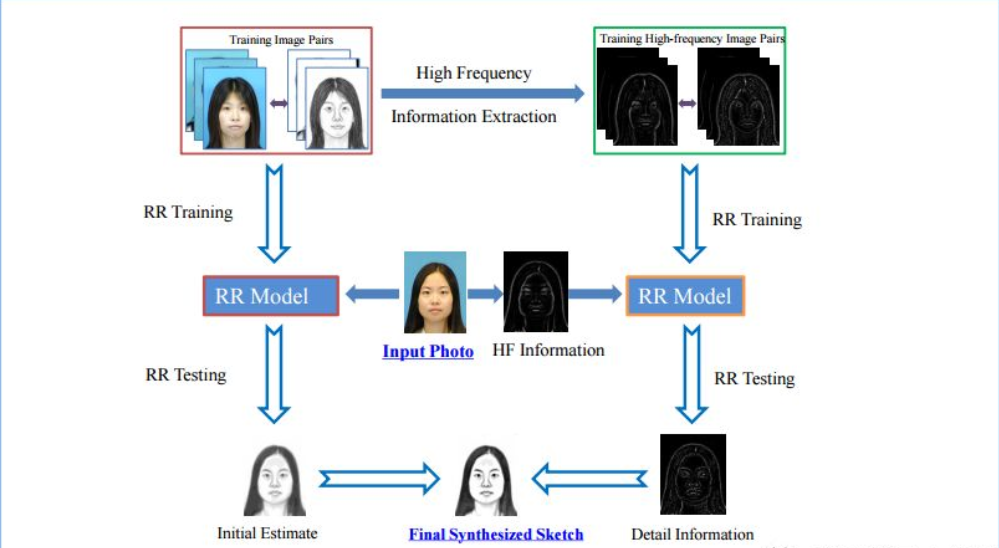 Training Image Pairs
Training High-frequency Image Pairs
High Frequency
Information Extraction
RR Training
RR Training
RR Model
RR Model
Input Photo
HF Information
RR Testing
RR Testing
Initial Estimate
Final Synthesized Sketch
Detail Information